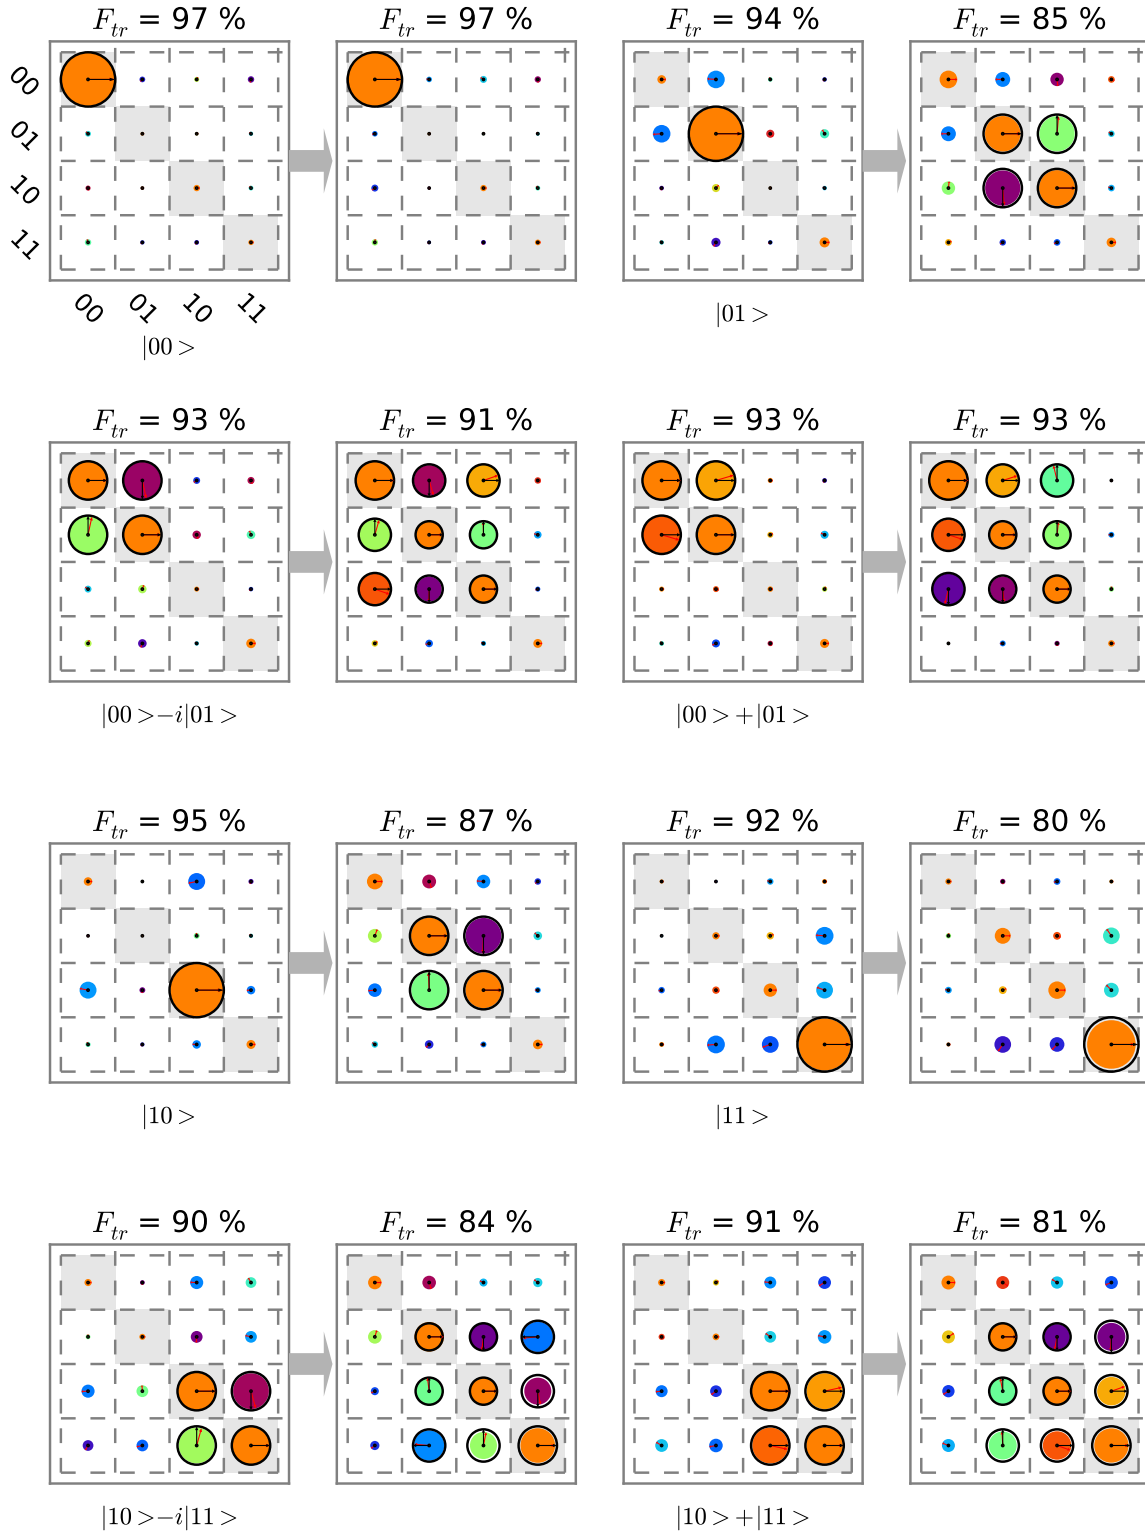 F_tr = 97 % F_tr = 97 % F_tr = 94 % F_tr = 85 %
00
01
10
11
00 01 10 11
|00 > |01 >
F_tr = 93 % F_tr = 91 % F_tr = 93 % F_tr = 93 %
|00 >−i|01 > |00 >+|01 >
F_tr = 95 % F_tr = 87 % F_tr = 92 % F_tr = 80 %
|10 > |11 >
F_tr = 90 % F_tr = 84 % F_tr = 91 % F_tr = 81 %
|10 >−i|11 > |10 >+|11 >